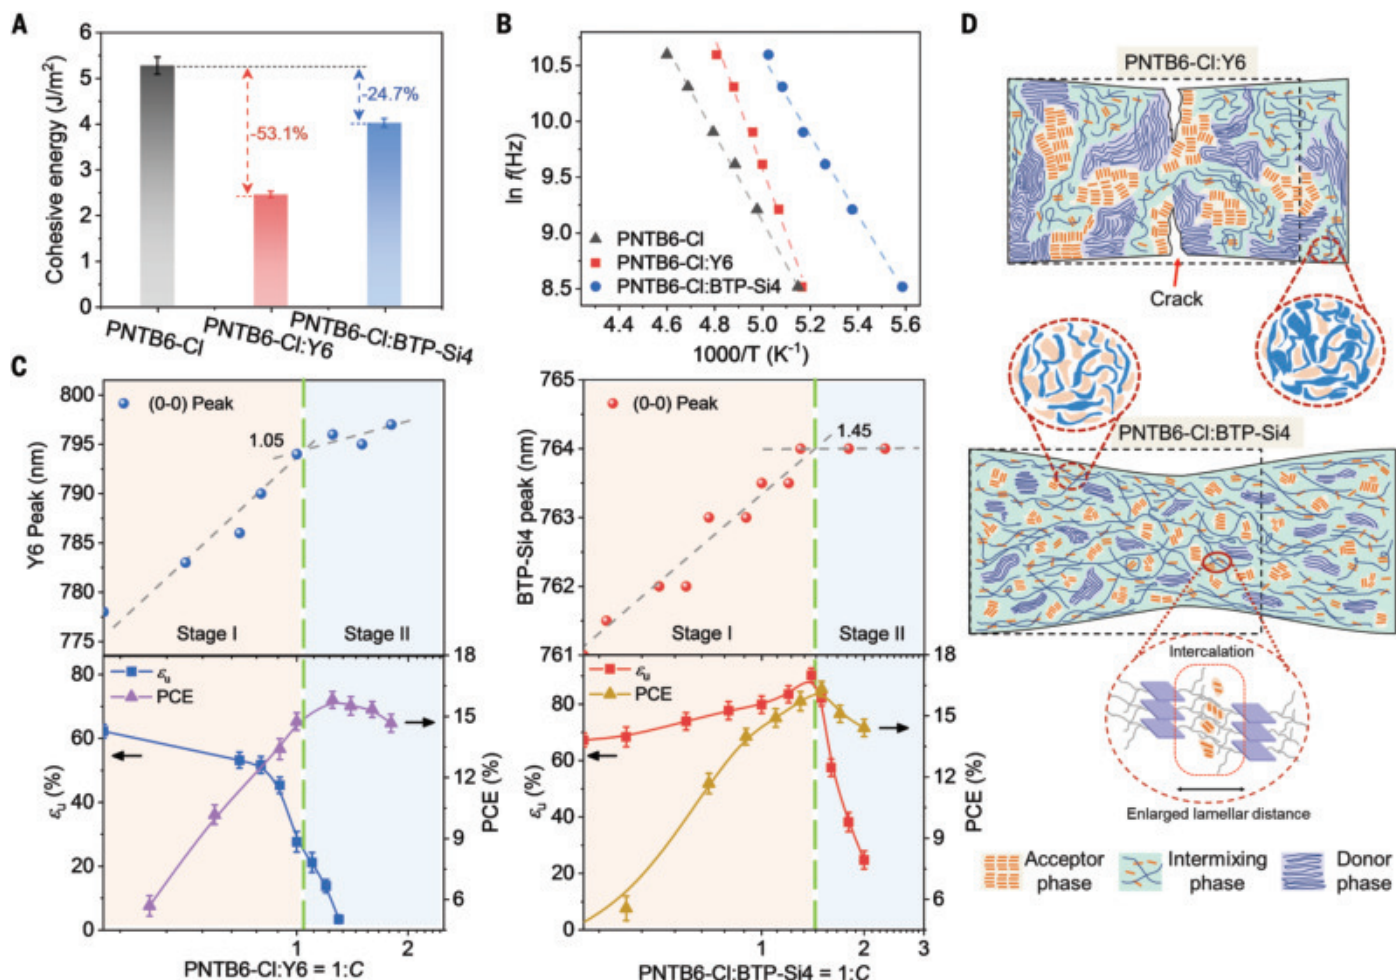 A
Cohesive energy (J/m²)
6
5
4
3
2
1
0
-53.1%
-24.7%
PNTB6-Cl
PNTB6-Cl:Y6
PNTB6-Cl:BTP-Si4
B
ln f(Hz)
10.5
10.0
9.5
9.0
8.5
PNTB6-Cl
PNTB6-Cl:Y6
PNTB6-Cl:BTP-Si4
4.4 4.6 4.8 5.0 5.2 5.4 5.6
1000/T (K⁻¹)
C
Y6 Peak (nm)
800
795
790
785
780
775
(0-0) Peak
1.05
Stage I
Stage II
80
60
40
20
0
εu (%)
εu
PCE
18
15
12
9
6
PCE (%)
1 2
PNTB6-Cl:Y6 = 1:C
BTP-Si4 peak (nm)
765
764
763
762
761
(0-0) Peak
1.45
Stage I
Stage II
80
60
40
20
0
εu (%)
εu
PCE
18
15
12
9
6
PCE (%)
1 2 3
PNTB6-Cl:BTP-Si4 = 1:C
D
PNTB6-Cl:Y6
Crack
PNTB6-Cl:BTP-Si4
Intercalation
Enlarged lamellar distance
Acceptor
phase
Intermixing
phase
Donor
phase